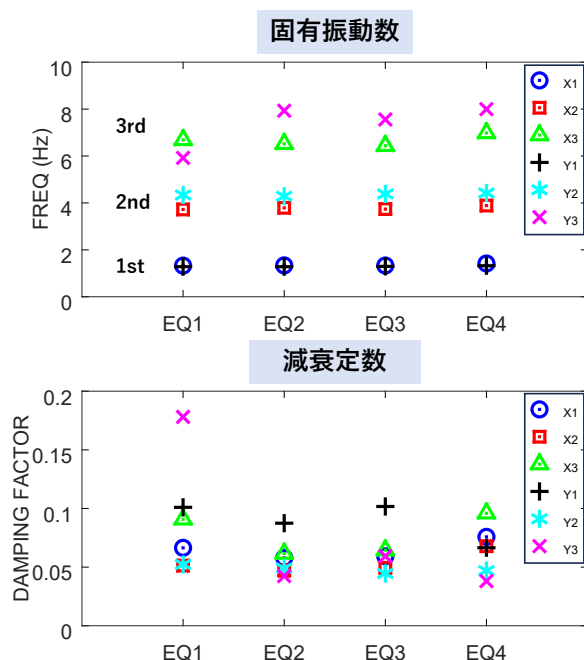 固有振動数
10
8
6
4
2
0
FREQ (Hz)
3rd
2nd
1st
EQ1 EQ2 EQ3 EQ4
X1
X2
X3
Y1
Y2
Y3
減衰定数
0.2
0.15
0.1
0.05
0
DAMPING FACTOR
EQ1 EQ2 EQ3 EQ4
X1
X2
X3
Y1
Y2
Y3